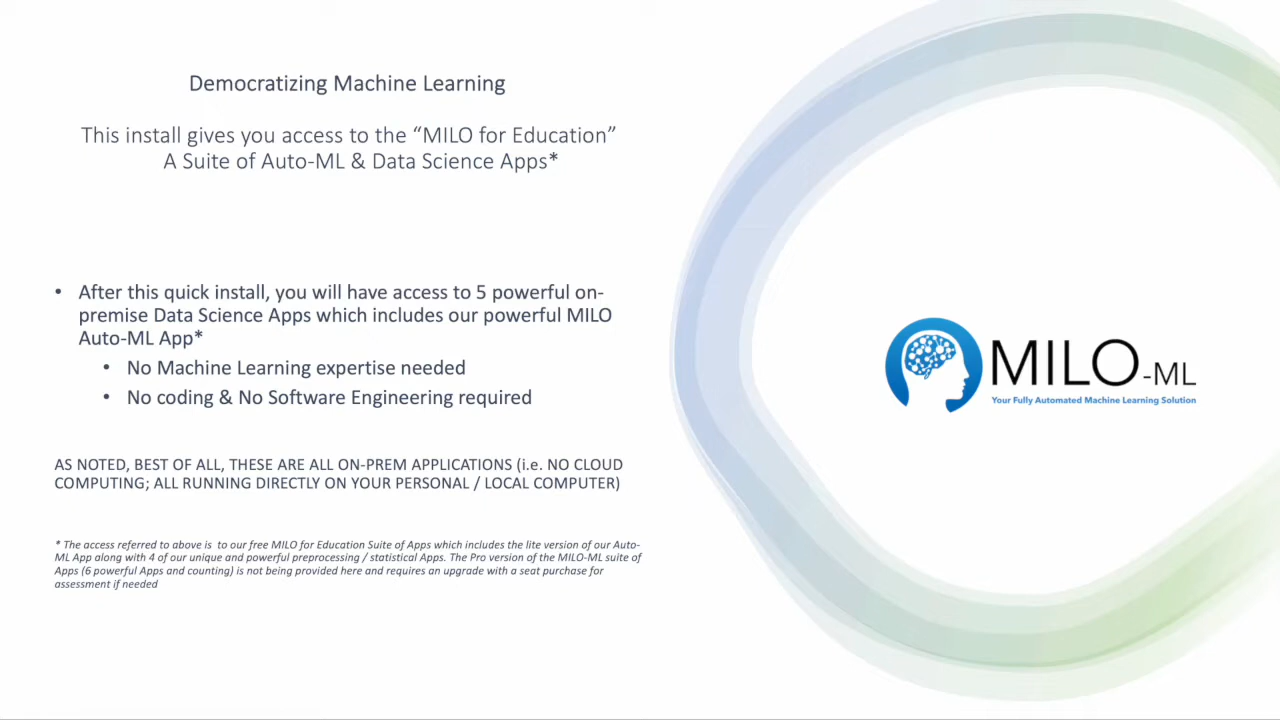 Democratizing Machine Learning
This install gives you access to the “MILO for Education”
A Suite of Auto-ML & Data Science Apps*
• After this quick install, you will have access to 5 powerful on-
premise Data Science Apps which includes our powerful MILO
Auto-ML App*
• No Machine Learning expertise needed
• No coding & No Software Engineering required
AS NOTED, BEST OF ALL, THESE ARE ALL ON-PREM APPLICATIONS (i.e. NO CLOUD
COMPUTING; ALL RUNNING DIRECTLY ON YOUR PERSONAL / LOCAL COMPUTER)
* The access referred to above is  to our free MILO for Education Suite of Apps which includes the lite version of our Auto-
ML App along with 4 of our unique and powerful preprocessing / statistical Apps. The Pro version of the MILO-ML suite of
Apps (6 powerful Apps and counting) is not being provided here and requires an upgrade with a seat purchase for
assessment if needed
MILO-ML
Your Fully Automated Machine Learning Solution